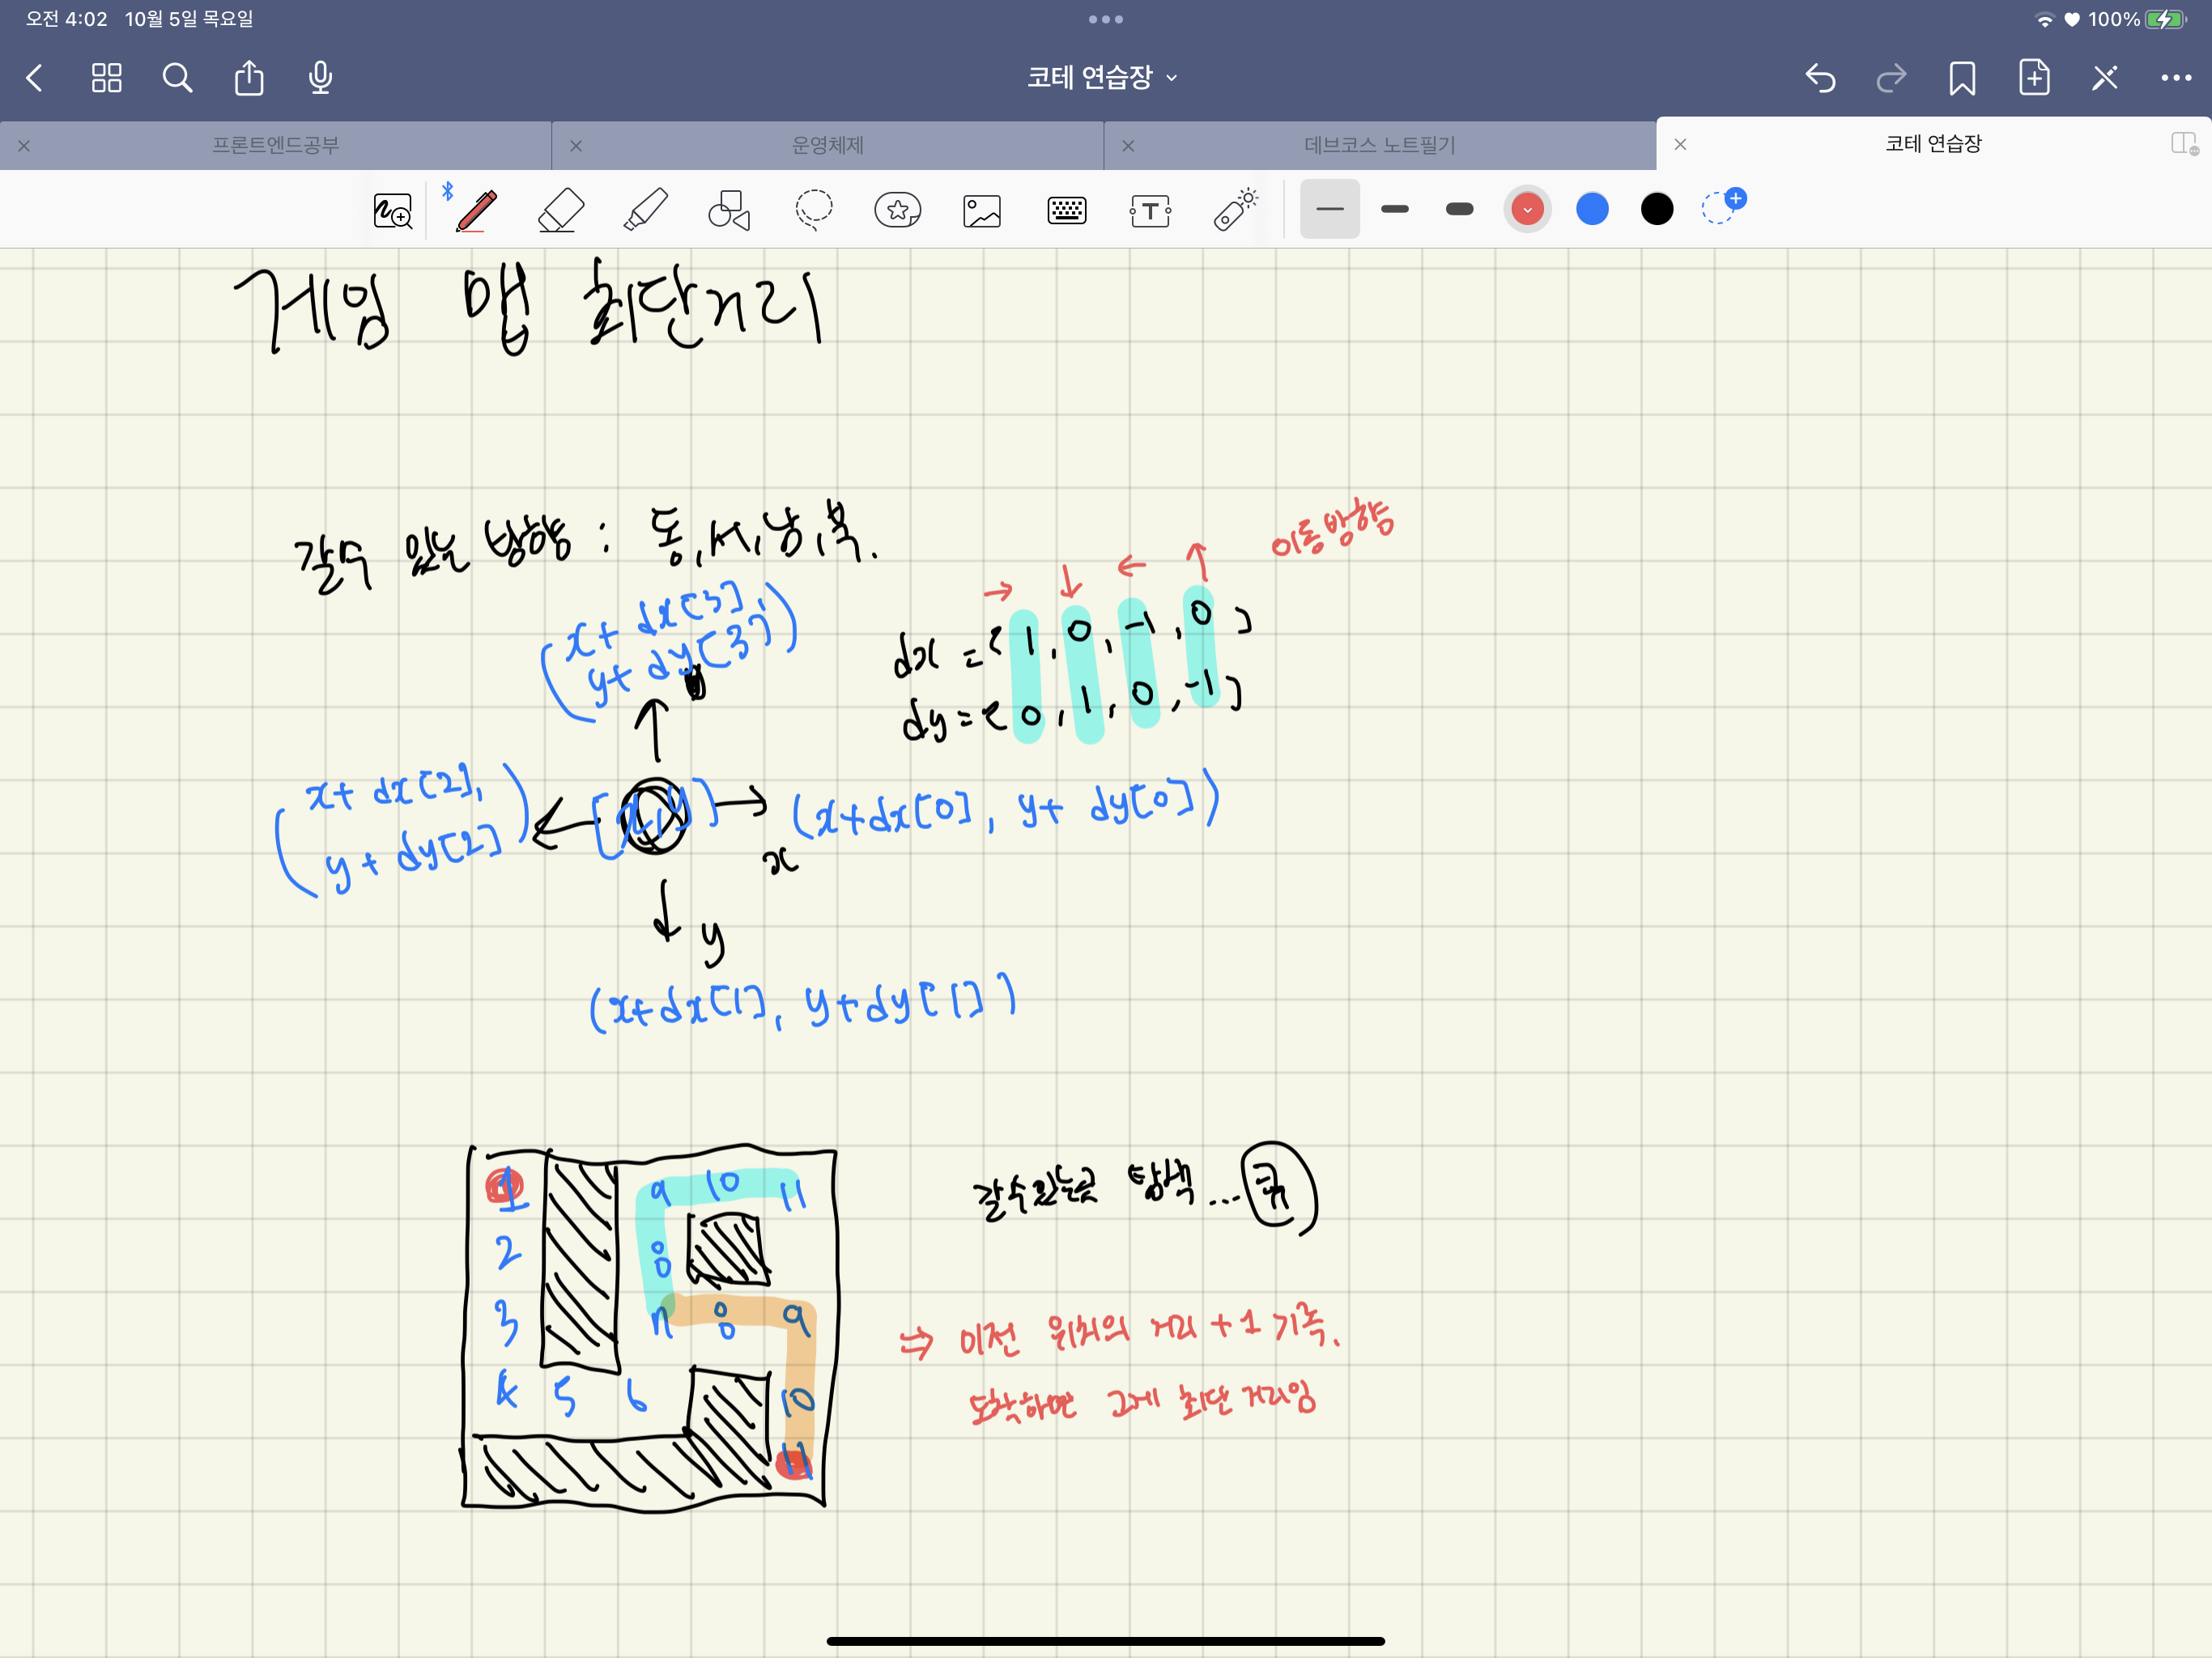 오전 4:02 10월 5일 목요일
100%
코테 연습장
프론트엔드공부
운영체제
데브코스 노트필기
코테 연습장
게임 맵 최단거리
갈 수 있는 방향 : 동, 서, 남, 북.
이동방향
→ ↓ ← ↑
dx = [1, 0, -1, 0]
dy = [0, 1, 0, -1]
(x+ dx[3],
y+ dy[3])
(x+ dx[2],
y+ dy[2])
[x,y]
(x+dx[0], y+ dy[0])
x
y
(x+dx[1], y+dy[1])
1 9 10 11
2 8
3 7 8 9
4 5 6 10
11
갈 수 있는 탐색 ... 큐
⇒ 이전 위치의 거리 +1 기록.
도착하면 그게 최단거리임